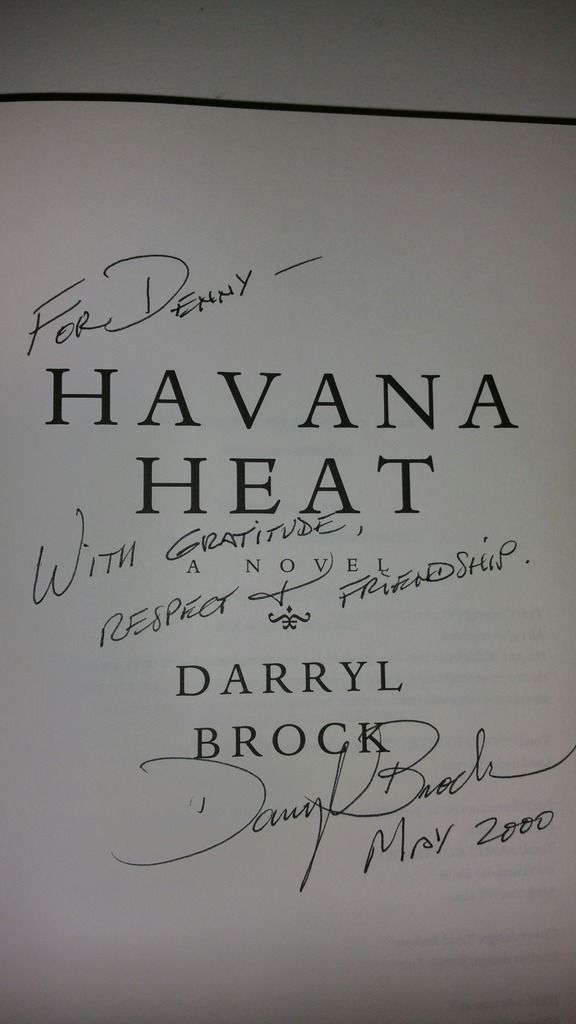 For Denny —
HAVANA
HEAT
With Gratitude,
A NOVEL
Respect & Friendship.
DARRYL
BROCK
Darryl Brock
May 2000